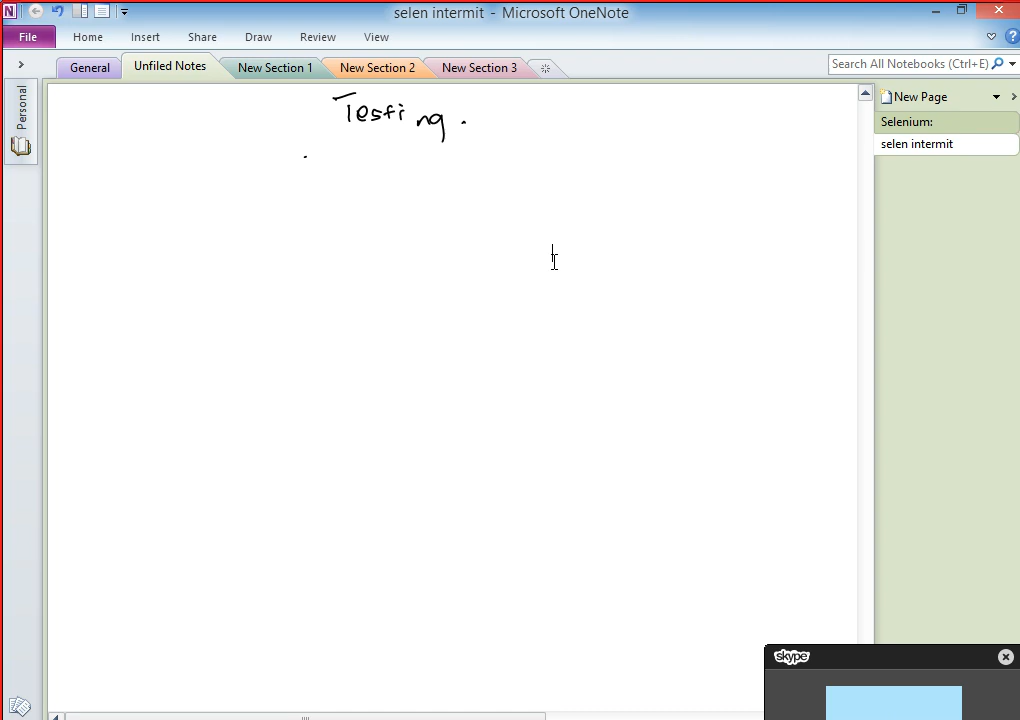 selen intermit - Microsoft OneNote
File Home Insert Share Draw Review View
General Unfiled Notes New Section 1 New Section 2 New Section 3 Search All Notebooks (Ctrl+E)
Personal
New Page
Testing.
Selenium:
selen intermit
skype